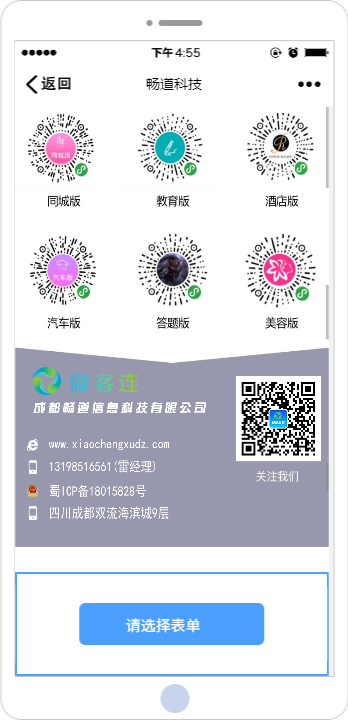 下午 4:55
返回 畅道科技
同城版 教育版 酒店版
汽车版 答题版 美容版
微客连
成都畅道信息科技有限公司
www.xiaochengxudz.com
13198516561(雷经理)
蜀ICP备18015828号
四川成都双流海滨城9层
关注我们
请选择表单